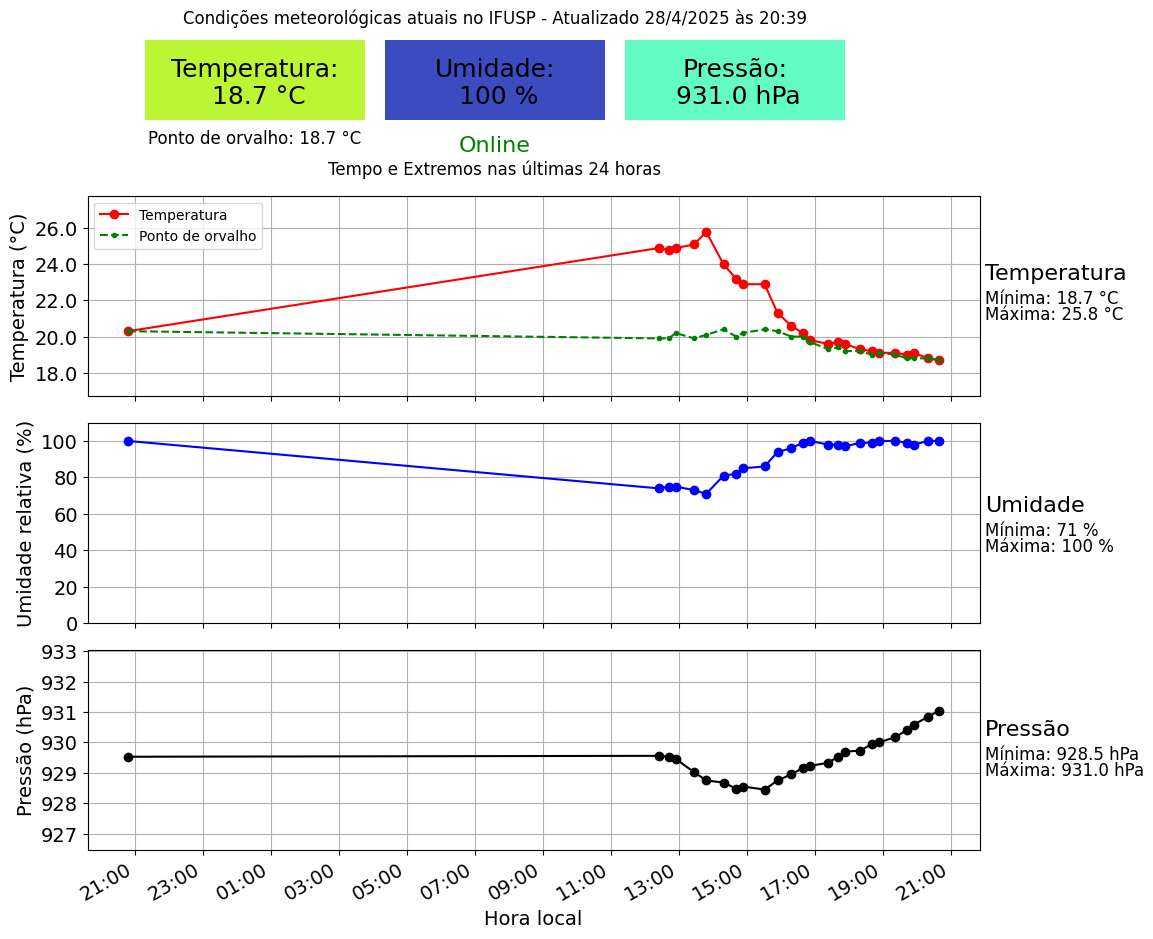 Condições meteorológicas atuais no IFUSP - Atualizado 28/4/2025 às 20:39
Temperatura:
18.7 °C
Umidade:
100 %
Pressão:
931.0 hPa
Ponto de orvalho: 18.7 °C
Online
Tempo e Extremos nas últimas 24 horas
Temperatura (°C)
26.0
24.0
22.0
20.0
18.0
Temperatura
Ponto de orvalho
Temperatura
Mínima: 18.7 °C
Máxima: 25.8 °C
Umidade relativa (%)
100
80
60
40
20
0
Umidade
Mínima: 71 %
Máxima: 100 %
Pressão (hPa)
933
932
931
930
929
928
927
Pressão
Mínima: 928.5 hPa
Máxima: 931.0 hPa
21:00
23:00
01:00
03:00
05:00
07:00
09:00
11:00
13:00
15:00
17:00
19:00
21:00
Hora local